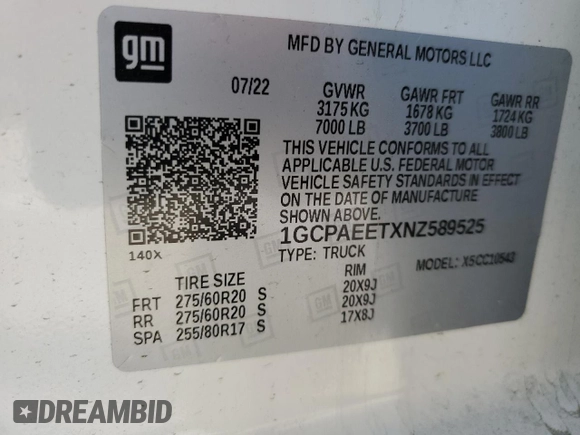 gm
MFD BY GENERAL MOTORS LLC
07/22 GVWR GAWR FRT GAWR RR
3175 KG 1678 KG 1724 KG
7000 LB 3700 LB 3800 LB
THIS VEHICLE CONFORMS TO ALL
APPLICABLE U.S. FEDERAL MOTOR
VEHICLE SAFETY STANDARDS IN EFFECT
ON THE DATE OF MANUFACTURE
1GCPAEETXNZ589525
140X
TYPE: TRUCK MODEL: X5CC10543
TIRE SIZE RIM
FRT 275/60R20 S 20X9J
RR 275/60R20 S 20X9J
SPA 255/80R17 S 17X8J
DREAMBID